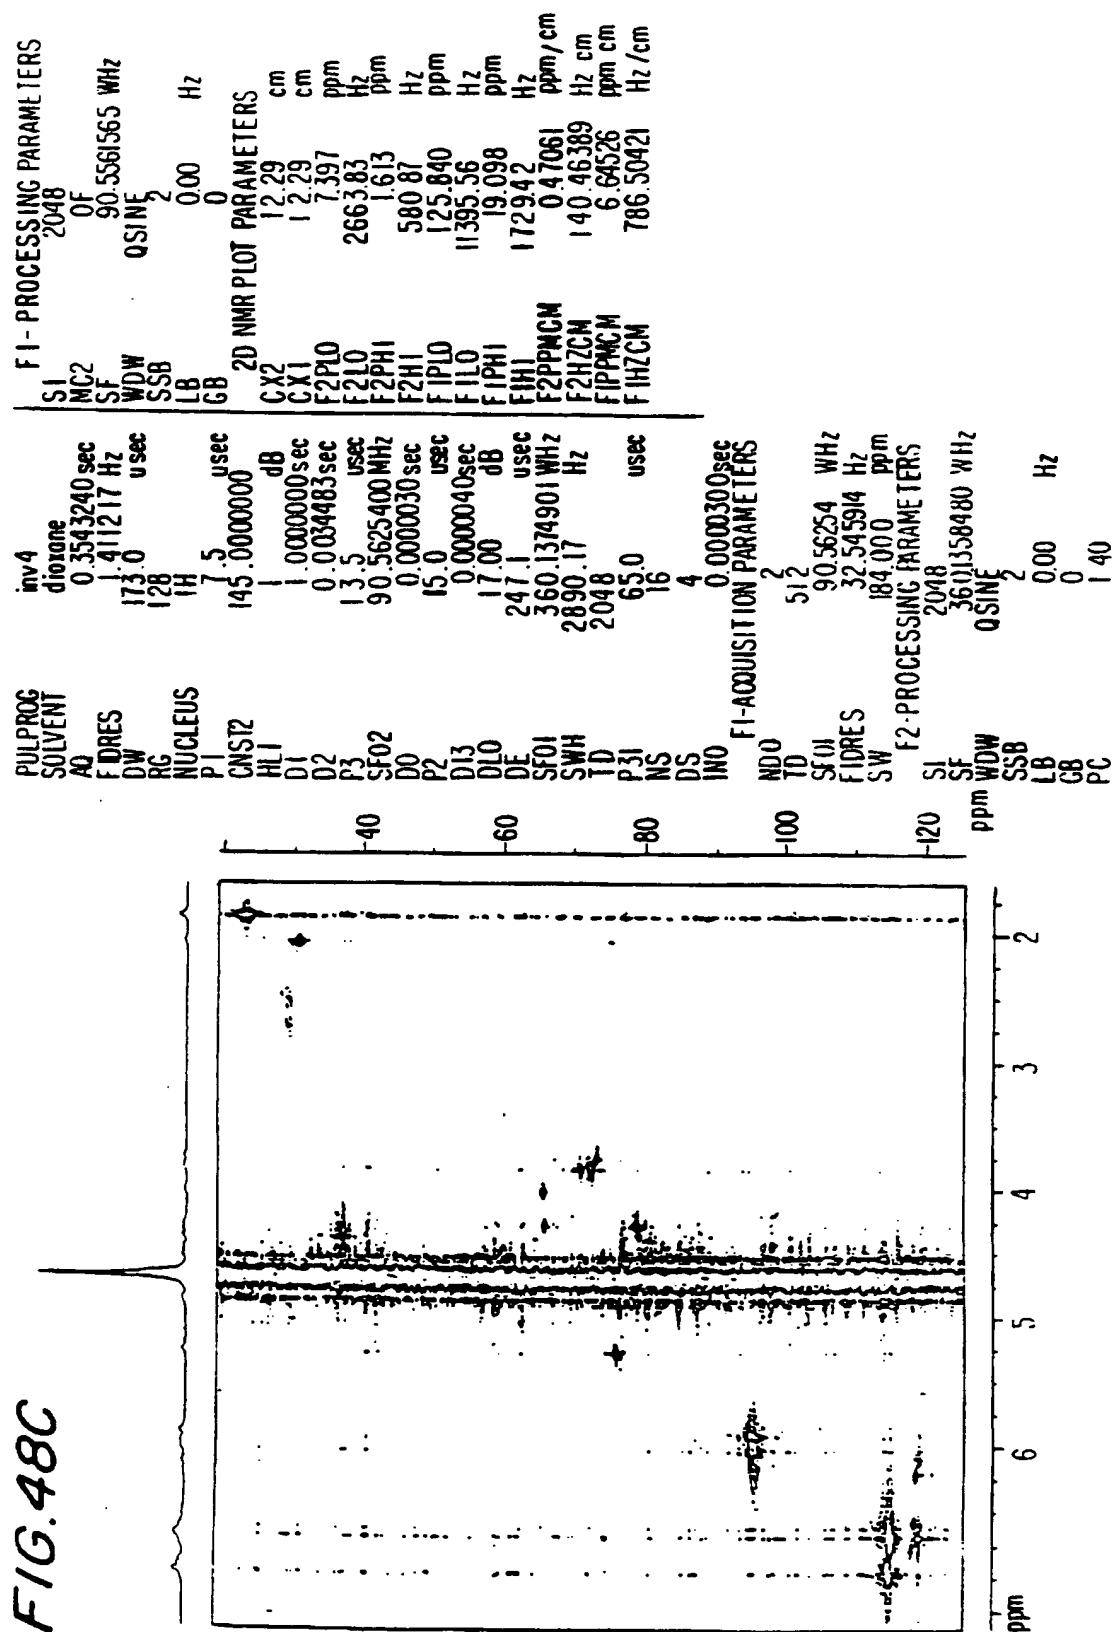 FIG.48C
PULPROG inv4
SOLVENT dioxane
AQ 0.3543240 sec
FIDRES 1.411217 Hz
DW 173.0 usec
RG 128
NUCLEUS 1H
P1 7.5 usec
CNST2 145.0000000
HL1 1 dB
D1 1.0000000 sec
D2 0.0034483 sec
P3 13.5 usec
SFO2 90.5625400 MHz
D0 0.0000030 sec
P2 15.0 usec
D13 0.0000040 sec
DLO 17.00 dB
DE 247.1 usec
SFO1 360.1374901 WHz
SWH 2890.17 Hz
TD 2048
P31 65.0 usec
NS 16
DS 4
INO 0.0000300 sec
F1-ACQUISITION PARAMETERS
NDO 2
TD 512
SFO1 90.56254 WHz
FIDRES 32.545914 Hz
SW 184.000 ppm
F2-PROCESSING PARAMETERS
SI 2048
SF 360.1358480 WHz
WDW QSINE
SSB 2
LB 0.00 Hz
GB 0
PC 1 40
F1-PROCESSING PARAMETERS
SI 2048
MC2 OF
SF 90.5561565 WHz
WDW QSINE
SSB 2
LB 0.00 Hz
GB 0
2D NMR PLOT PARAMETERS
CX2 12.29 cm
CX1 12.29 cm
F2PLO 7.397 ppm
F2LO 2663.83 Hz
F2PHI 1.613 ppm
F2HI 580 87 Hz
F1PLO 125.840 ppm
F1LO 11395.56 Hz
F1PHI 19.098 ppm
F1HI 1729.42 Hz
F2PPMCM 0.47061 ppm/cm
F2HZCM 140.46389 Hz cm
F1PPMCM 6.64526 ppm cm
F1HZCM 786.50421 Hz/cm
40
60
80
100
120
ppm
ppm 6 5 4 3 2